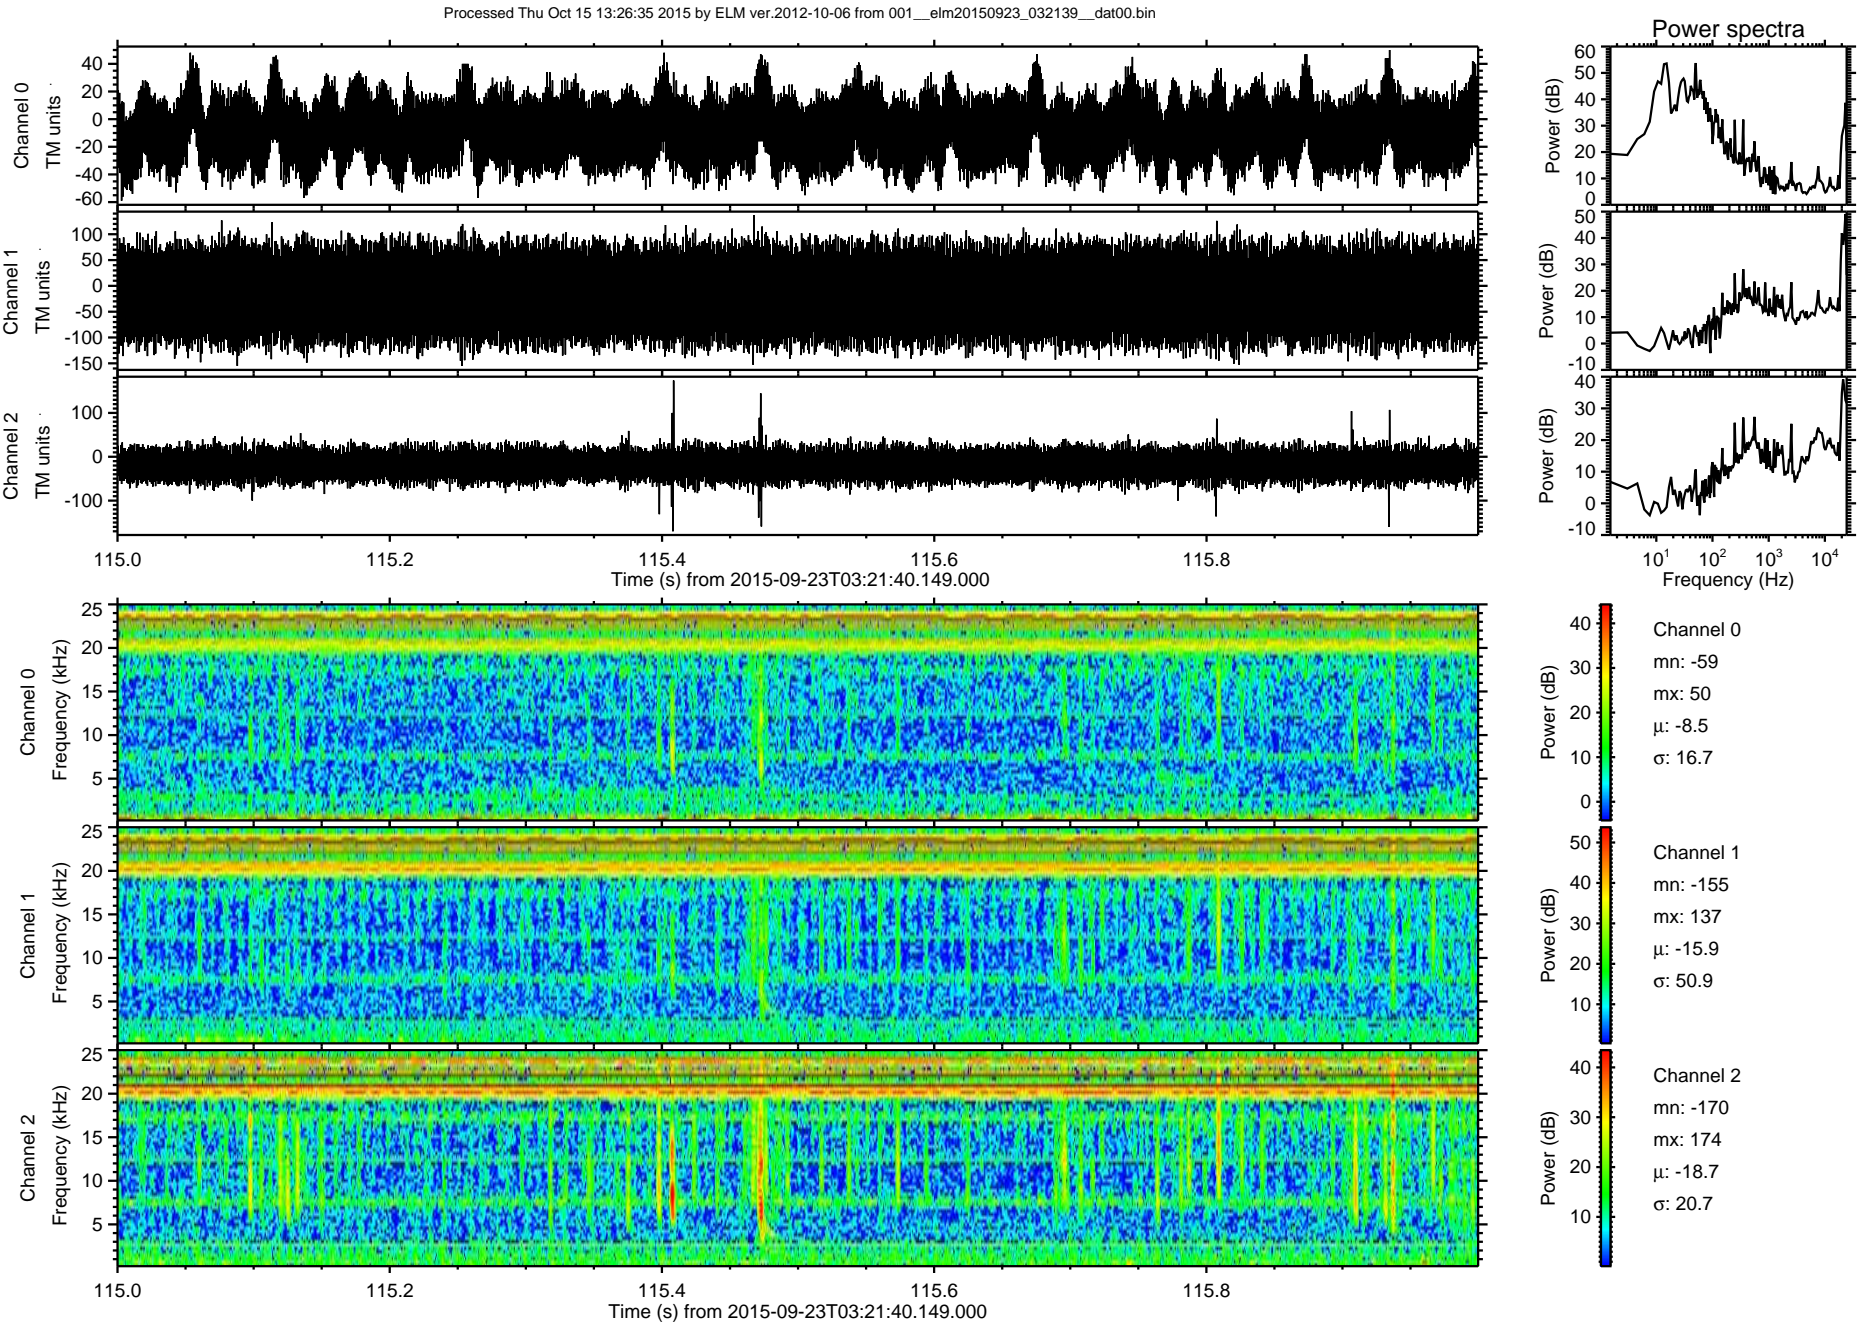 Processed Thu Oct 15 13:26:35 2015 by ELM ver.2012-10-06 from 001__elm20150923_032139__dat00.bin
Power spectra
Channel 0
TM units
40
20
0
-20
-40
-60
Power (dB)
60
50
40
30
20
10
0
Channel 1
TM units
100
50
0
-50
-100
-150
Power (dB)
50
40
30
20
10
0
-10
Channel 2
TM units
100
0
-100
Power (dB)
40
30
20
10
0
-10
115.0 115.2 115.4 115.6 115.8
Time (s) from 2015-09-23T03:21:40.149.000
10¹ 10² 10³ 10⁴
Frequency (Hz)
Channel 0
Frequency (kHz)
25
20
15
10
5
Power (dB)
40
30
20
10
0
Channel 0
mn: -59
mx: 50
μ: -8.5
σ: 16.7
Channel 1
Frequency (kHz)
25
20
15
10
5
Power (dB)
50
40
30
20
10
Channel 1
mn: -155
mx: 137
μ: -15.9
σ: 50.9
Channel 2
Frequency (kHz)
25
20
15
10
5
Power (dB)
40
30
20
10
Channel 2
mn: -170
mx: 174
μ: -18.7
σ: 20.7
115.0 115.2 115.4 115.6 115.8
Time (s) from 2015-09-23T03:21:40.149.000